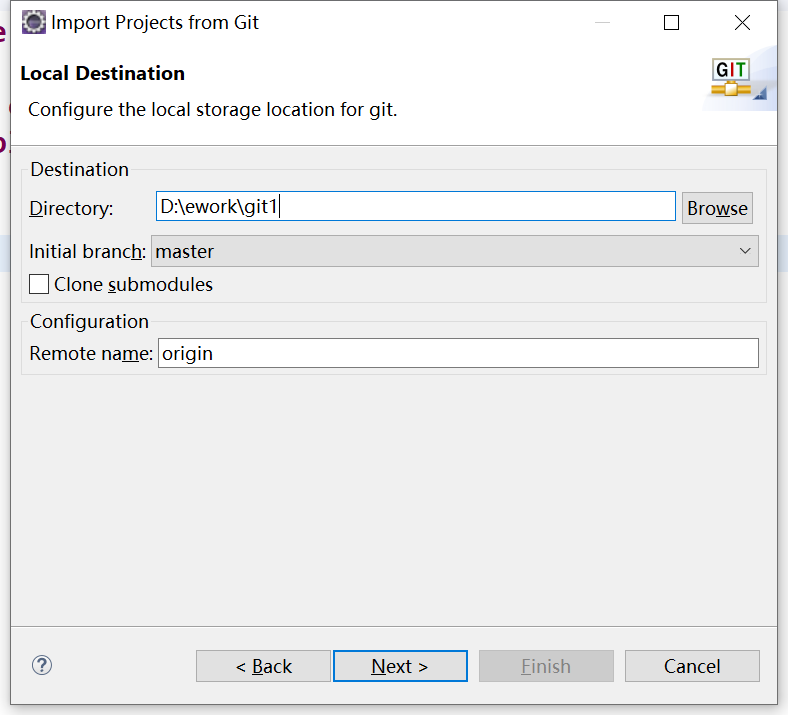 Import Projects from Git
Local Destination
GIT
Configure the local storage location for git.
Destination
Directory: D:\ework\git1 Browse
Initial branch: master
Clone submodules
Configuration
Remote name: origin
? < Back Next > Finish Cancel